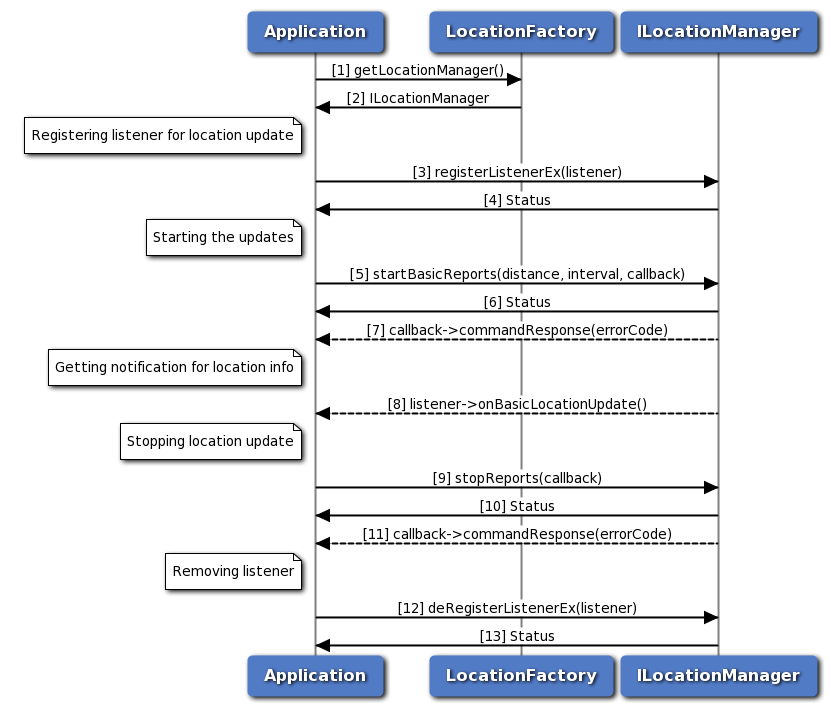 Application LocationFactory ILocationManager
[1] getLocationManager()
[2] ILocationManager
Registering listener for location update
[3] registerListenerEx(listener)
[4] Status
Starting the updates
[5] startBasicReports(distance, interval, callback)
[6] Status
[7] callback->commandResponse(errorCode)
Getting notification for location info
[8] listener->onBasicLocationUpdate()
Stopping location update
[9] stopReports(callback)
[10] Status
[11] callback->commandResponse(errorCode)
Removing listener
[12] deRegisterListenerEx(listener)
[13] Status
Application LocationFactory ILocationManager